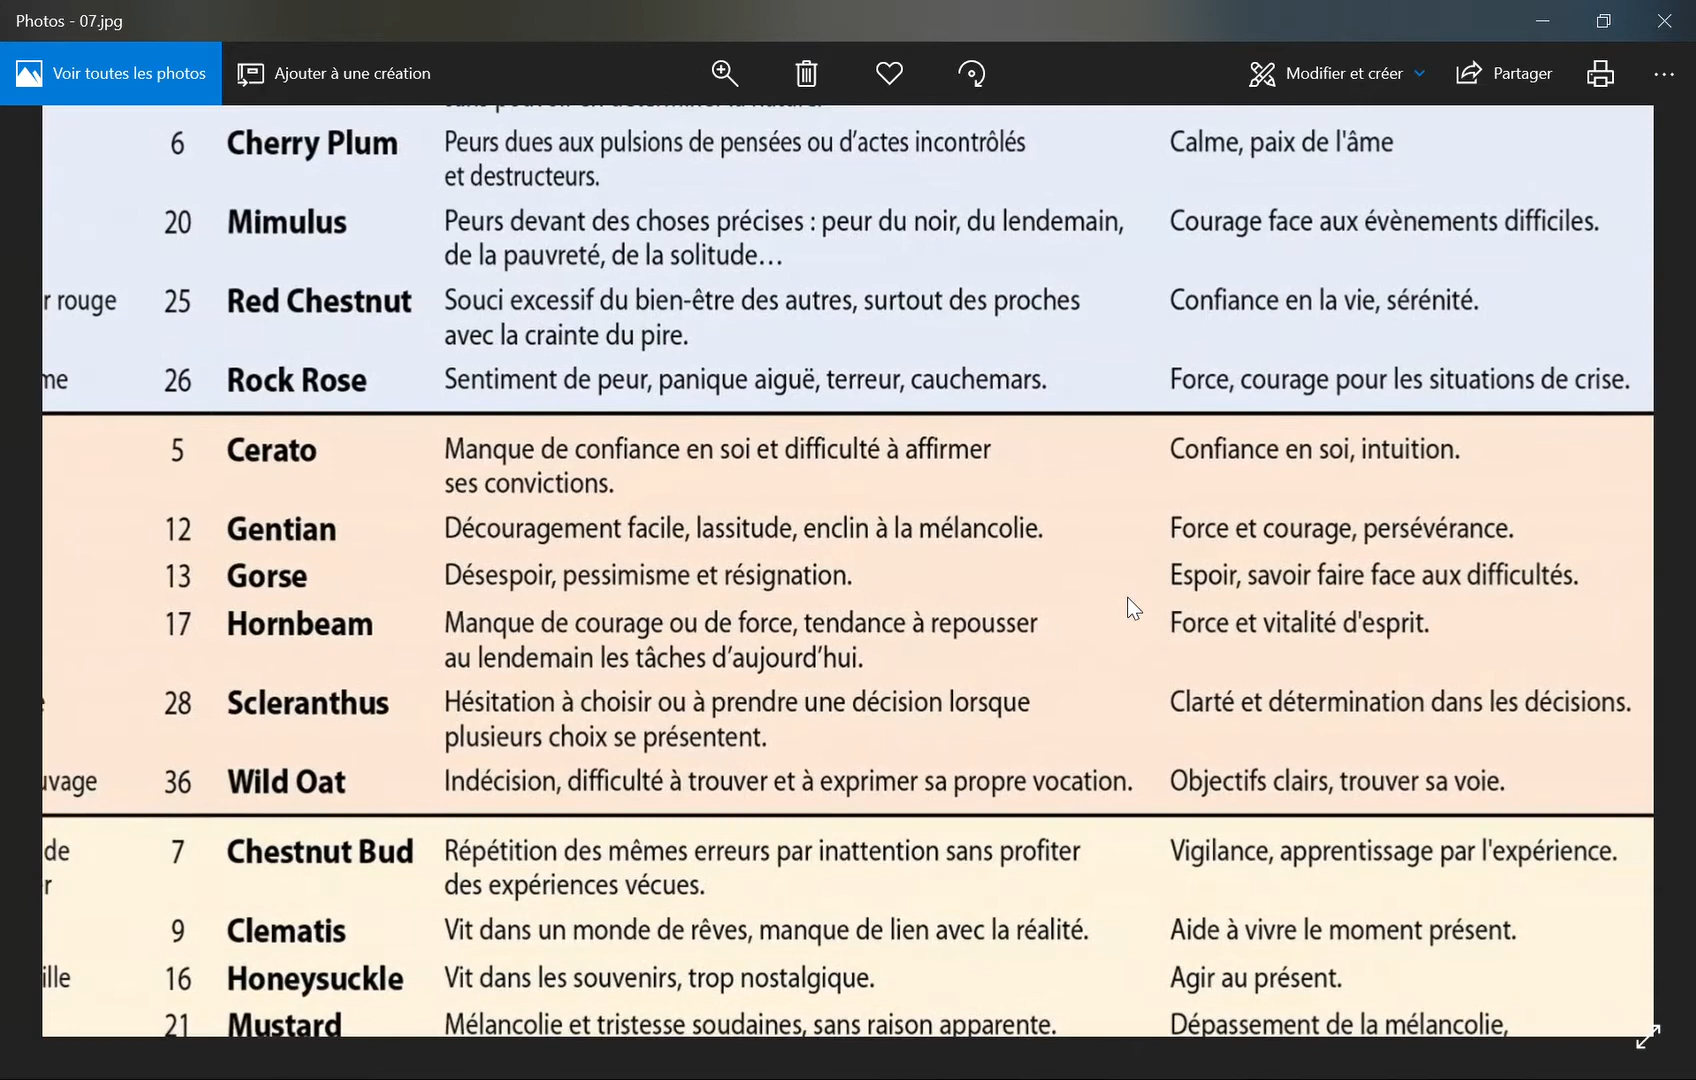 Photos - 07.jpg
Voir toutes les photos
Ajouter à une création
Modifier et créer
Partager
6 Cherry Plum Peurs dues aux pulsions de pensées ou d'actes incontrôlés Calme, paix de l'âme
et destructeurs.
20 Mimulus Peurs devant des choses précises : peur du noir, du lendemain, Courage face aux évènements difficiles.
de la pauvreté, de la solitude...
r rouge 25 Red Chestnut Souci excessif du bien-être des autres, surtout des proches Confiance en la vie, sérénité.
avec la crainte du pire.
me 26 Rock Rose Sentiment de peur, panique aiguë, terreur, cauchemars. Force, courage pour les situations de crise.
5 Cerato Manque de confiance en soi et difficulté à affirmer Confiance en soi, intuition.
ses convictions.
12 Gentian Découragement facile, lassitude, enclin à la mélancolie. Force et courage, persévérance.
13 Gorse Désespoir, pessimisme et résignation. Espoir, savoir faire face aux difficultés.
17 Hornbeam Manque de courage ou de force, tendance à repousser Force et vitalité d'esprit.
au lendemain les tâches d'aujourd'hui.
28 Scleranthus Hésitation à choisir ou à prendre une décision lorsque Clarté et détermination dans les décisions.
plusieurs choix se présentent.
uvage 36 Wild Oat Indécision, difficulté à trouver et à exprimer sa propre vocation. Objectifs clairs, trouver sa voie.
de 7 Chestnut Bud Répétition des mêmes erreurs par inattention sans profiter Vigilance, apprentissage par l'expérience.
r des expériences vécues.
9 Clematis Vit dans un monde de rêves, manque de lien avec la réalité. Aide à vivre le moment présent.
ille 16 Honeysuckle Vit dans les souvenirs, trop nostalgique. Agir au présent.
21 Mustard Mélancolie et tristesse soudaines, sans raison apparente. Dépassement de la mélancolie,